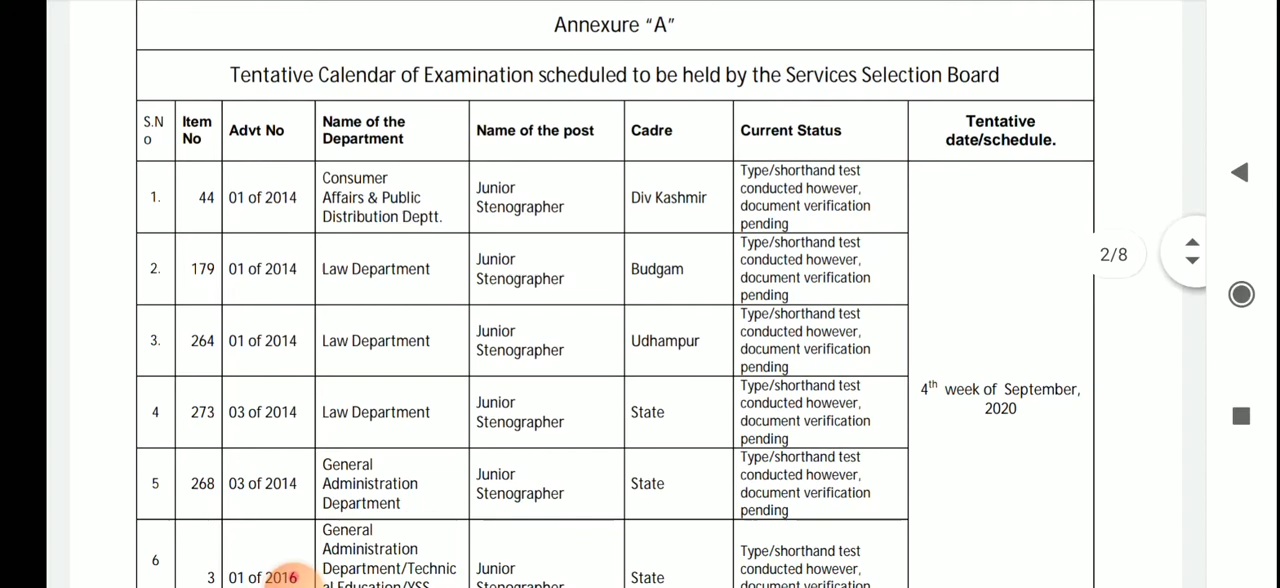 Annexure “A”
Tentative Calendar of Examination scheduled to be held by the Services Selection Board
S.N
o
Item
No
Advt No
Name of the
Department
Name of the post
Cadre
Current Status
Tentative
date/schedule.
1.
44
01 of 2014
Consumer
Affairs & Public
Distribution Deptt.
Junior
Stenographer
Div Kashmir
Type/shorthand test
conducted however,
document verification
pending
2.
179
01 of 2014
Law Department
Junior
Stenographer
Budgam
Type/shorthand test
conducted however,
document verification
pending
3.
264
01 of 2014
Law Department
Junior
Stenographer
Udhampur
Type/shorthand test
conducted however,
document verification
pending
4
273
03 of 2014
Law Department
Junior
Stenographer
State
Type/shorthand test
conducted however,
document verification
pending
5
268
03 of 2014
General
Administration
Department
Junior
Stenographer
State
Type/shorthand test
conducted however,
document verification
pending
6
3
01 of 2016
General
Administration
Department/Technic
al Education/YSS
Junior
Stenographer
State
Type/shorthand test
conducted however,
document verification
4th week of September,
2020
2/8